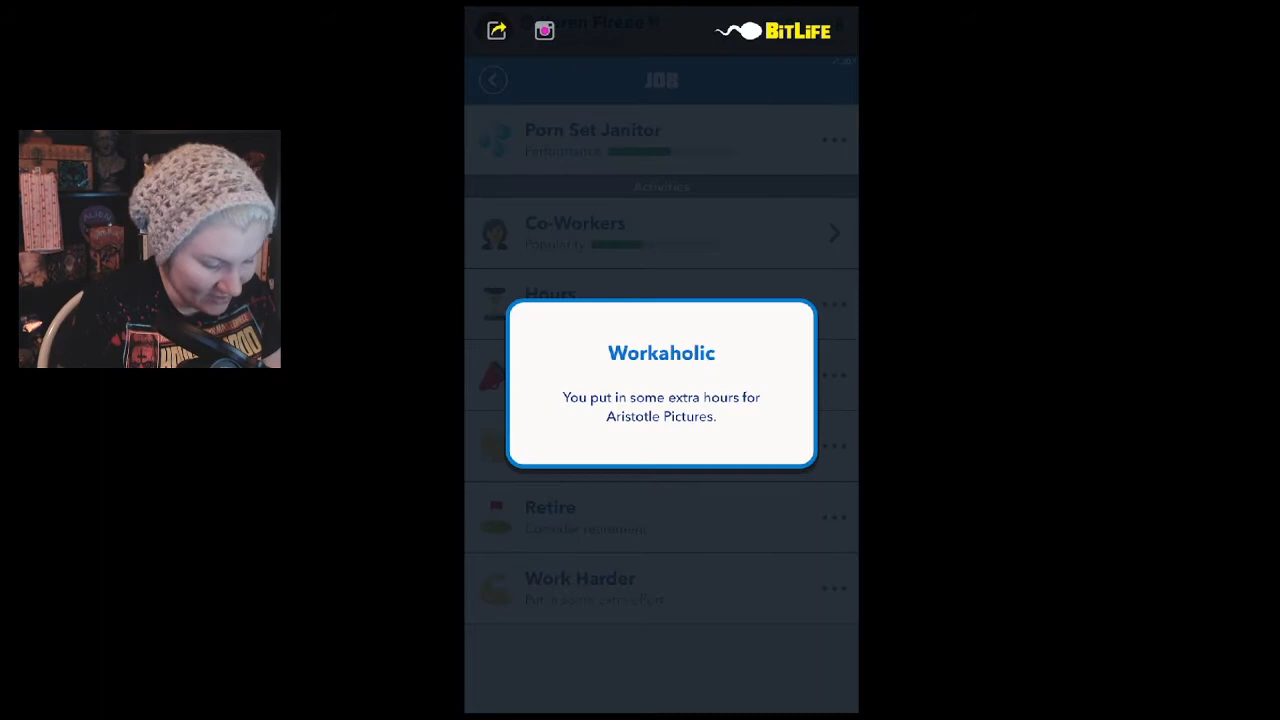 BitLife
JOB
Porn Set Janitor
Performance
Activities
Co-Workers
Popularity
Hours
Workaholic
You put in some extra hours for
Aristotle Pictures.
Retire
Consider retirement
Work Harder
Put in some extra effort
ALIEN